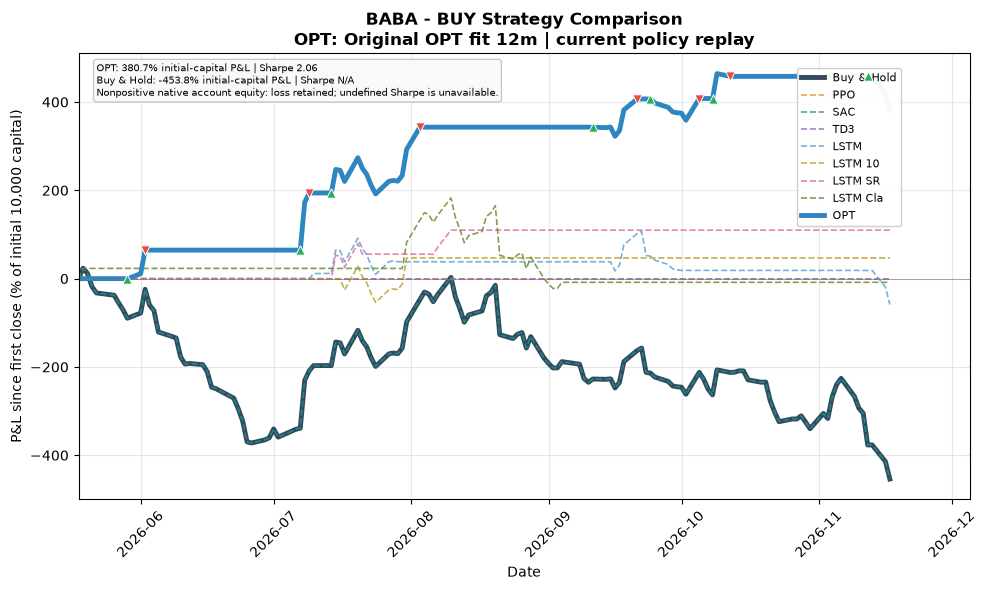 BABA - BUY Strategy Comparison
OPT: Original OPT fit 12m | current policy replay
OPT: 380.7% initial-capital P&L | Sharpe 2.06
Buy & Hold: -453.8% initial-capital P&L | Sharpe N/A
Nonpositive native account equity: loss retained; undefined Sharpe is unavailable.
Buy & Hold
PPO
SAC
TD3
LSTM
LSTM 10
LSTM SR
LSTM Cla
OPT
P&L since first close (% of initial 10,000 capital)
400
200
0
−200
−400
2026-06
2026-07
2026-08
2026-09
2026-10
2026-11
2026-12
Date